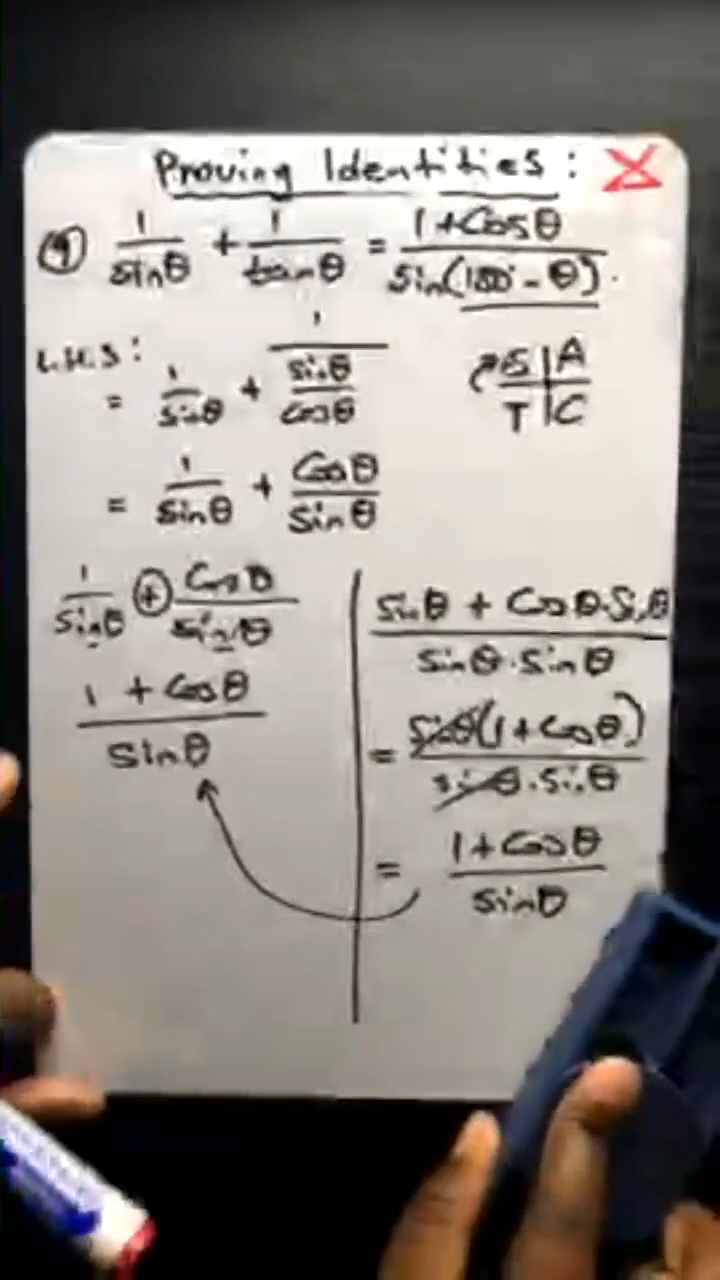 Proving Identities:
(9) 1/sinθ + 1/tanθ = 1+Cosθ/sin(180°-θ).
L.H.S:
= 1/sinθ + 1/(sinθ/cosθ)
S|A
T|C
= 1/sinθ + Cosθ/sinθ
1/sinθ + Cosθ/sinθ
1 + Cosθ/sinθ
sinθ + Cosθ.Sinθ/sinθ.sinθ
= sinθ(1+Cosθ)/sinθ.sinθ
= 1+Cosθ/sinθ